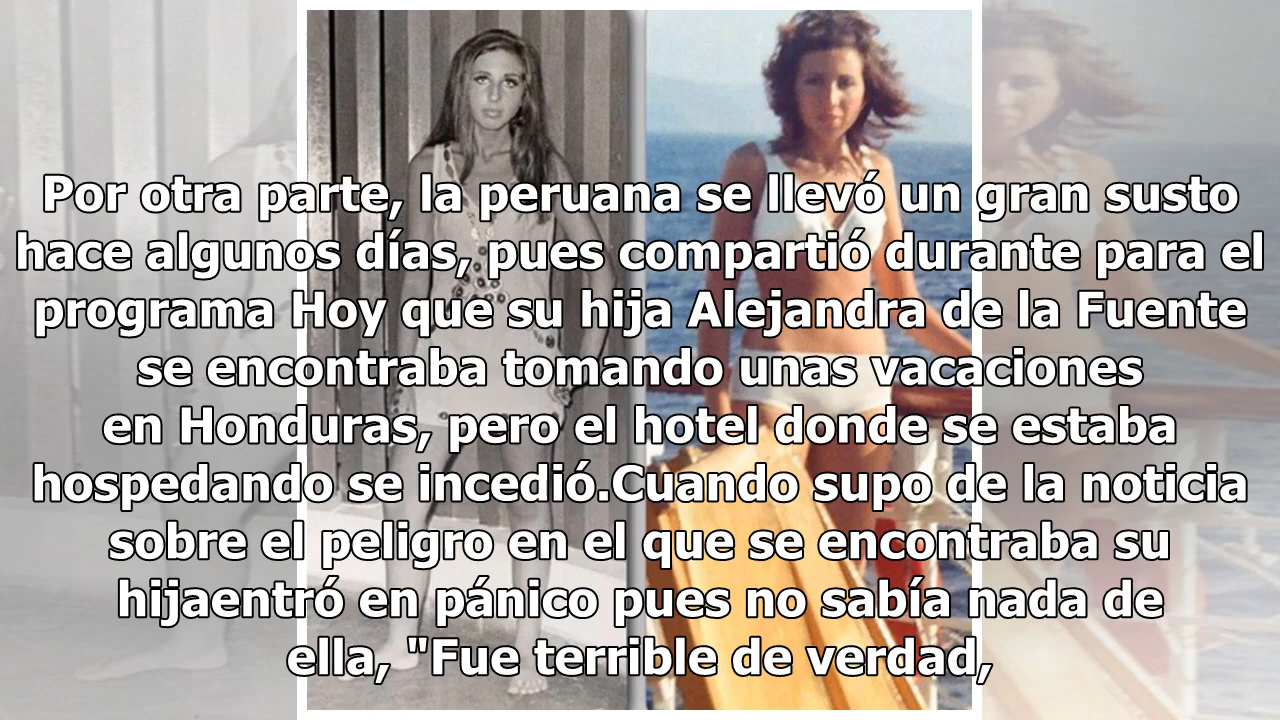 Por otra parte, la peruana se llevó un gran susto
hace algunos días, pues compartió durante para el
programa Hoy que su hija Alejandra de la Fuente
se encontraba tomando unas vacaciones
en Honduras, pero el hotel donde se estaba
hospedando se incedió.Cuando supo de la noticia
sobre el peligro en el que se encontraba su
hijaentró en pánico pues no sabía nada de
ella, "Fue terrible de verdad,